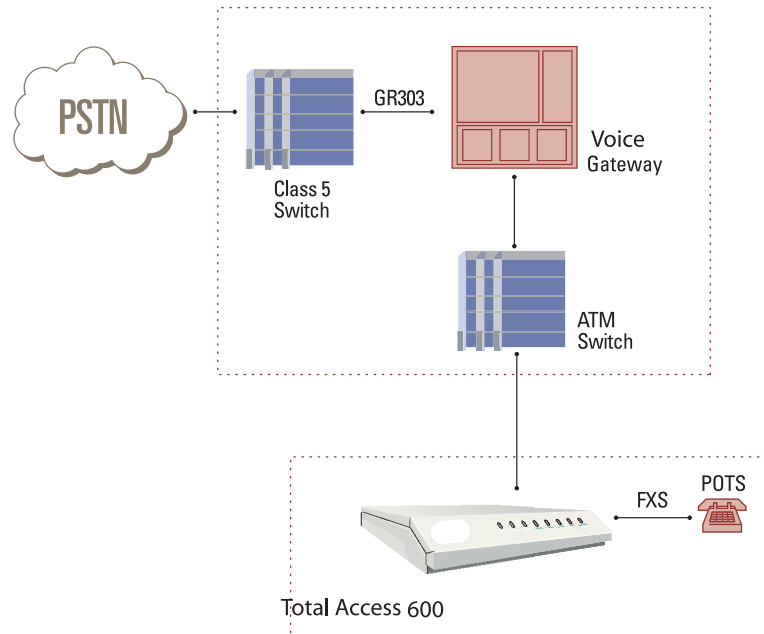 PSTN
GR303
Class 5
Switch
Voice
Gateway
ATM
Switch
FXS
POTS
Total Access 600